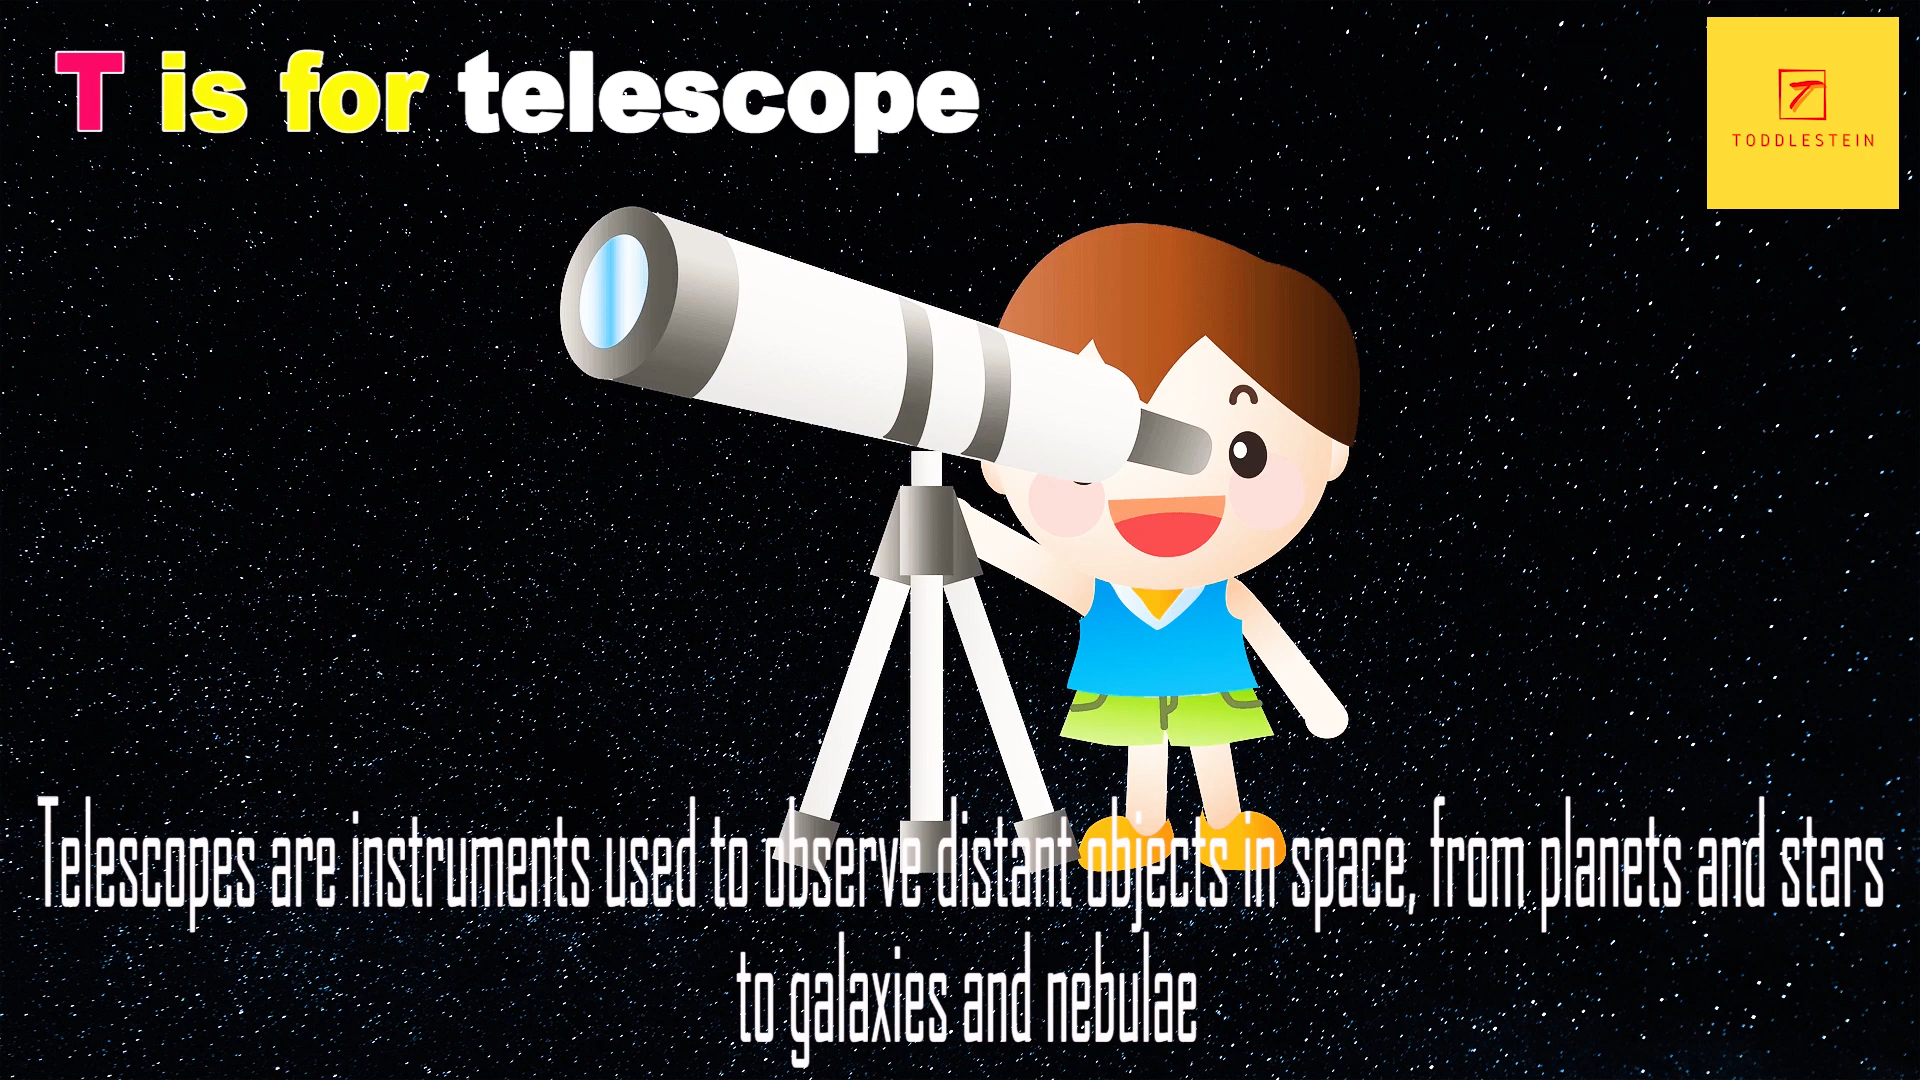 T is for telescope
TODDLESTEIN
Telescopes are instruments used to observe distant objects in space, from planets and stars
to galaxies and nebulae